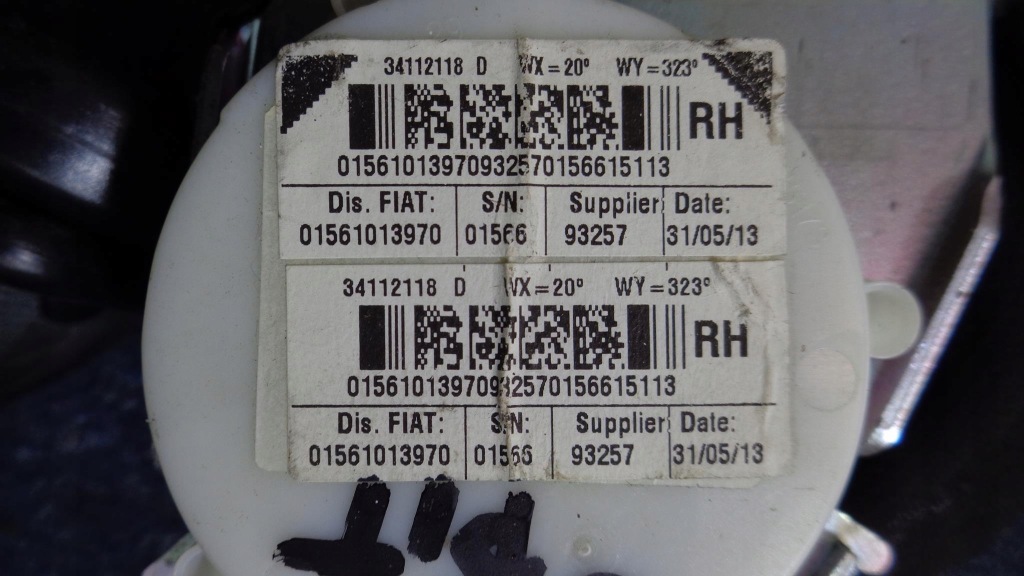 34112118 D WX=20° WY=323°
RH
01561013970932570156615113
Dis. FIAT: S/N: Supplier Date:
01561013970 01566 93257 31/05/13
34112118 D WX=20° WY=323°
RH
01561013970932570156615113
Dis. FIAT: S/N: Supplier Date:
01561013970 01566 93257 31/05/13